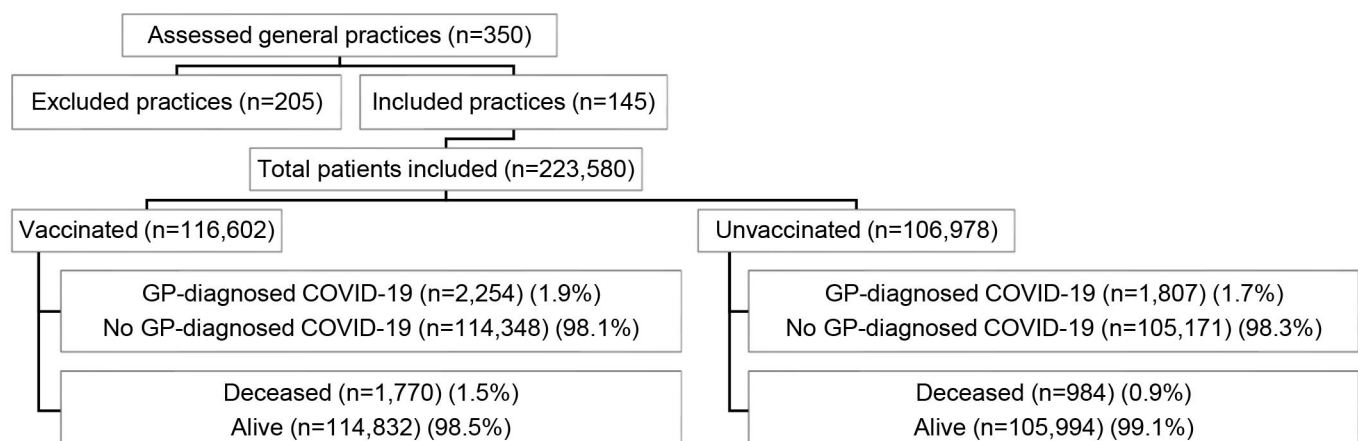 Assessed general practices (n=350)
Excluded practices (n=205)
Included practices (n=145)
Total patients included (n=223,580)
Vaccinated (n=116,602)
Unvaccinated (n=106,978)
GP-diagnosed COVID-19 (n=2,254) (1.9%)
No GP-diagnosed COVID-19 (n=114,348) (98.1%)
GP-diagnosed COVID-19 (n=1,807) (1.7%)
No GP-diagnosed COVID-19 (n=105,171) (98.3%)
Deceased (n=1,770) (1.5%)
Alive (n=114,832) (98.5%)
Deceased (n=984) (0.9%)
Alive (n=105,994) (99.1%)